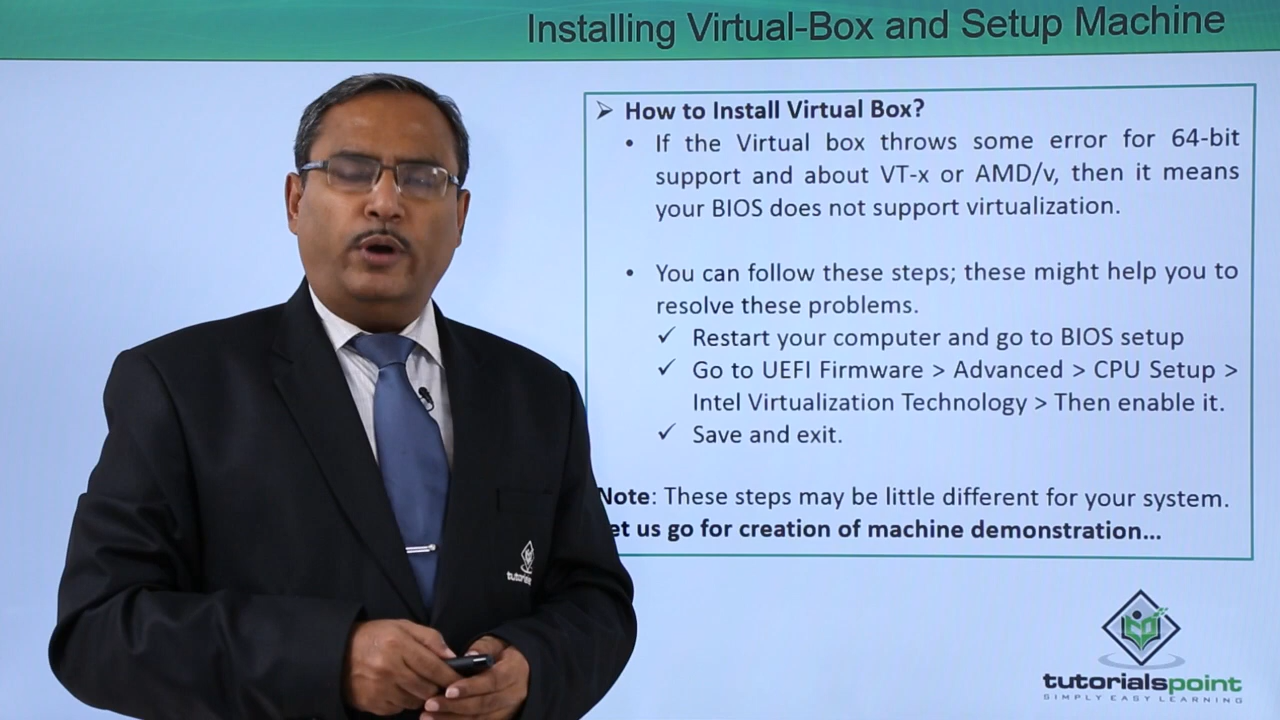 Installing Virtual-Box and Setup Machine
➢ How to Install Virtual Box?
• If the Virtual box throws some error for 64-bit
support and about VT-x or AMD/v, then it means
your BIOS does not support virtualization.
• You can follow these steps; these might help you to
resolve these problems.
✓ Restart your computer and go to BIOS setup
✓ Go to UEFI Firmware > Advanced > CPU Setup >
Intel Virtualization Technology > Then enable it.
✓ Save and exit.
Note: These steps may be little different for your system.
et us go for creation of machine demonstration...
tutorialspoint
SIMPLY EASY LEARNING